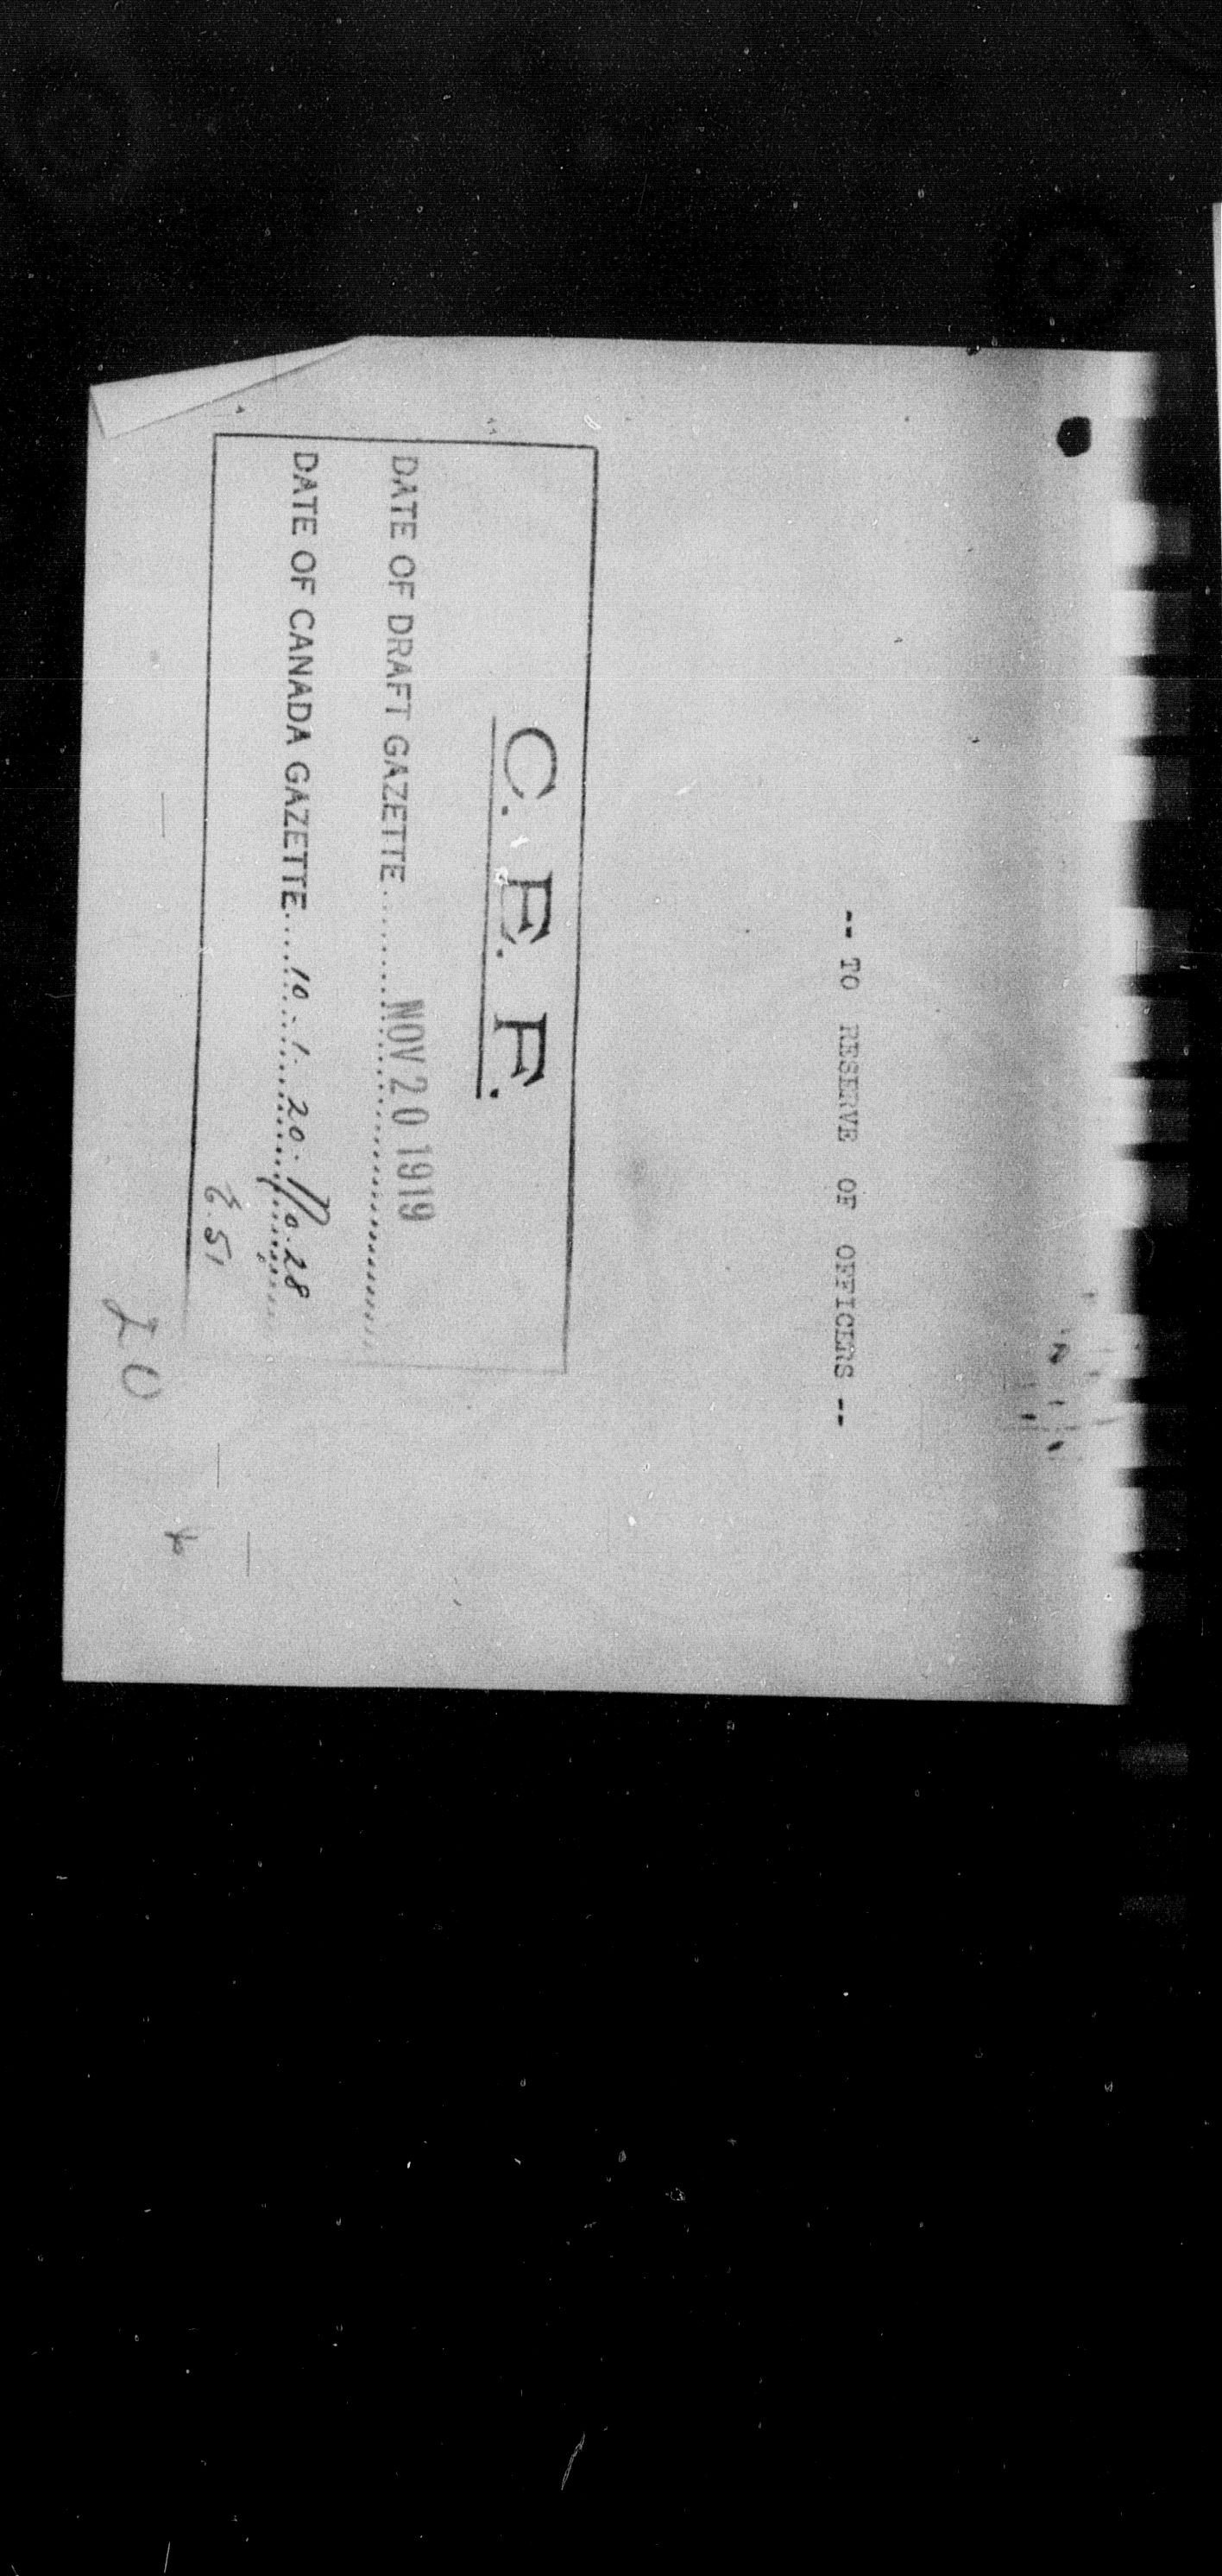 -- TO RESERVE OF OFFICERS --
C. E. F.
DATE OF DRAFT GAZETTE.......... NOV 20 1919
DATE OF CANADA GAZETTE.... 10 - 1 - 20 - No. 28
20